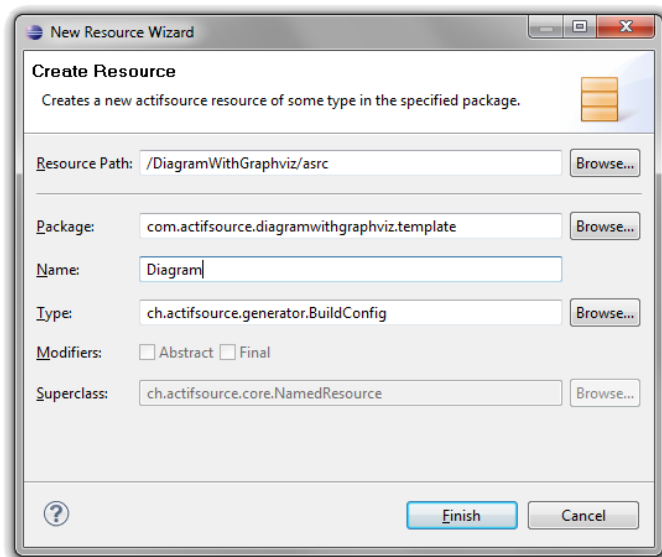 New Resource Wizard
Create Resource
Creates a new actifsource resource of some type in the specified package.
Resource Path: /DiagramWithGraphviz/asrc Browse...
Package: com.actifsource.diagramwithgraphviz.template Browse...
Name: Diagram
Type: ch.actifsource.generator.BuildConfig Browse...
Modifiers: Abstract Final
Superclass: ch.actifsource.core.NamedResource Browse...
? Finish Cancel